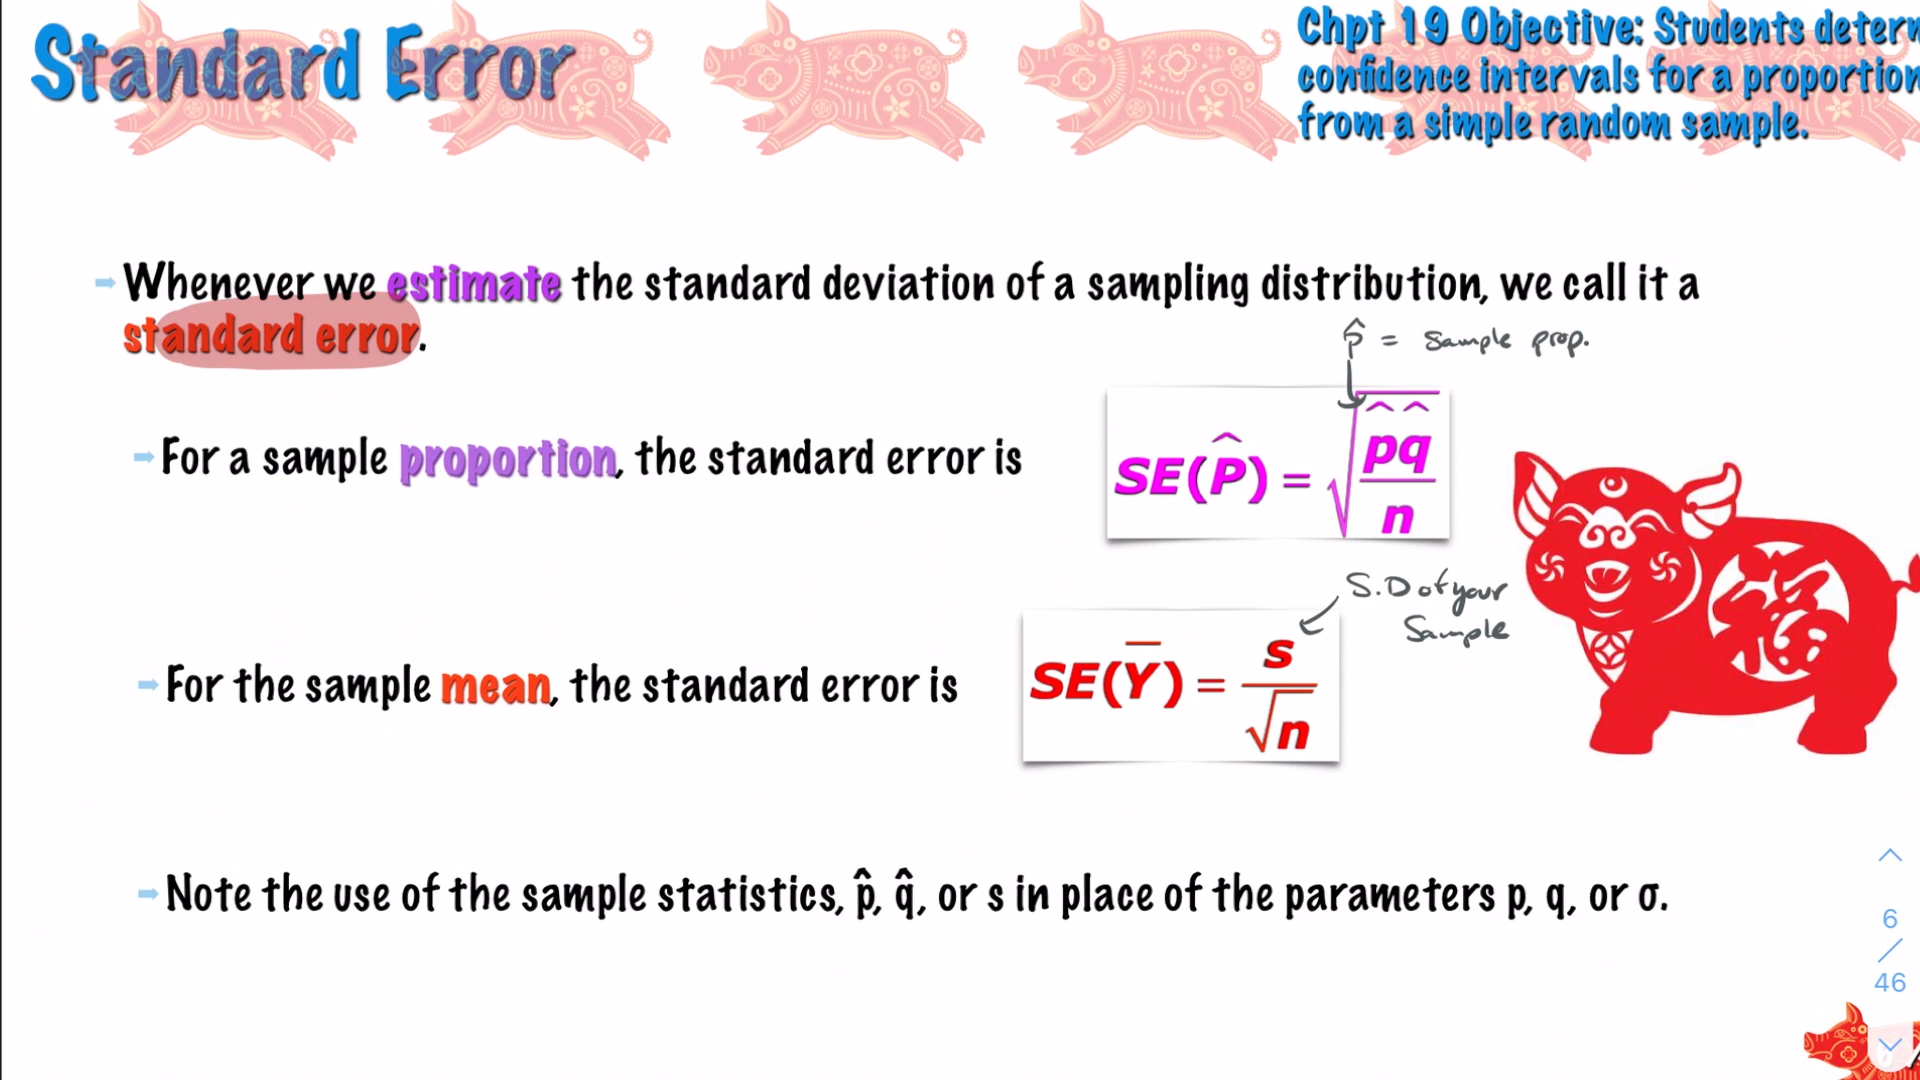 Standard Error
Chpt 19 Objective: Students determ
confidence intervals for a proportion
from a simple random sample.
Whenever we estimate the standard deviation of a sampling distribution, we call it a
standard error.
p̂ = Sample prop.
For a sample proportion, the standard error is
SE(P̂) = √(p̂q̂/n)
S.D of your
Sample
For the sample mean, the standard error is
SE(Ȳ) = s/√n
福
Note the use of the sample statistics, p̂, q̂, or s in place of the parameters p, q, or σ.
6
/
46